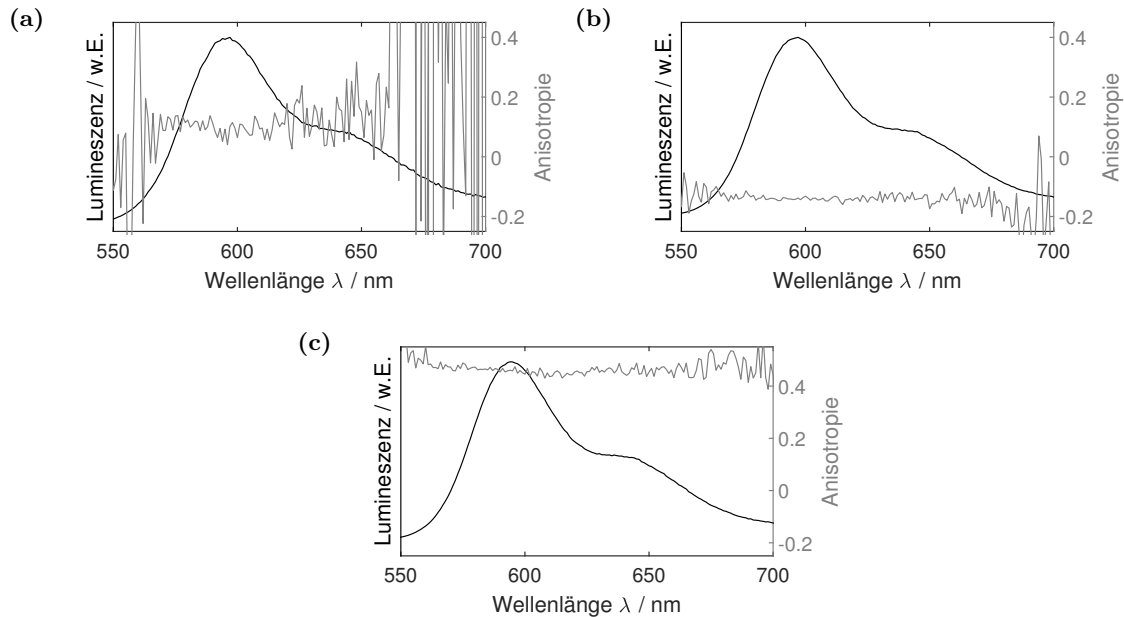 (a)
Lumineszenz / w.E.
0.4
0.2
0
-0.2
Anisotropie
550 600 650 700
Wellenlänge λ / nm
(b)
Lumineszenz / w.E.
0.4
0.2
0
-0.2
Anisotropie
550 600 650 700
Wellenlänge λ / nm
(c)
Lumineszenz / w.E.
0.4
0.2
0
-0.2
Anisotropie
550 600 650 700
Wellenlänge λ / nm